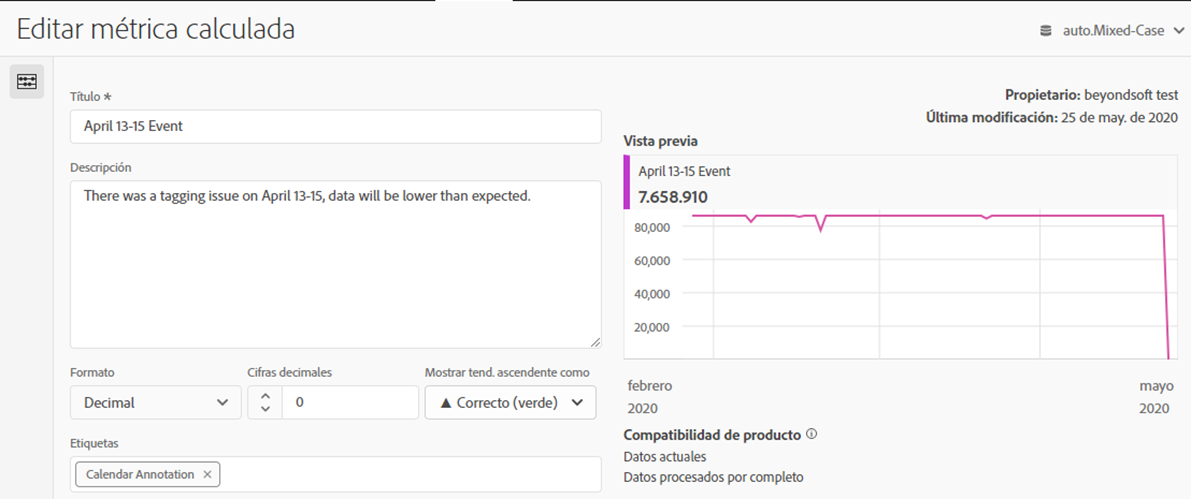 Editar métrica calculada
auto.Mixed-Case
Título *
April 13-15 Event
Descripción
There was a tagging issue on April 13-15, data will be lower than expected.
Formato
Cifras decimales
Mostrar tend. ascendente como
Decimal
0
▲ Correcto (verde)
Etiquetas
Calendar Annotation ×
Propietario: beyondsoft test
Última modificación: 25 de may. de 2020
Vista previa
April 13-15 Event
7.658.910
80,000
60,000
40,000
20,000
febrero
2020
mayo
2020
Compatibilidad de producto
Datos actuales
Datos procesados por completo